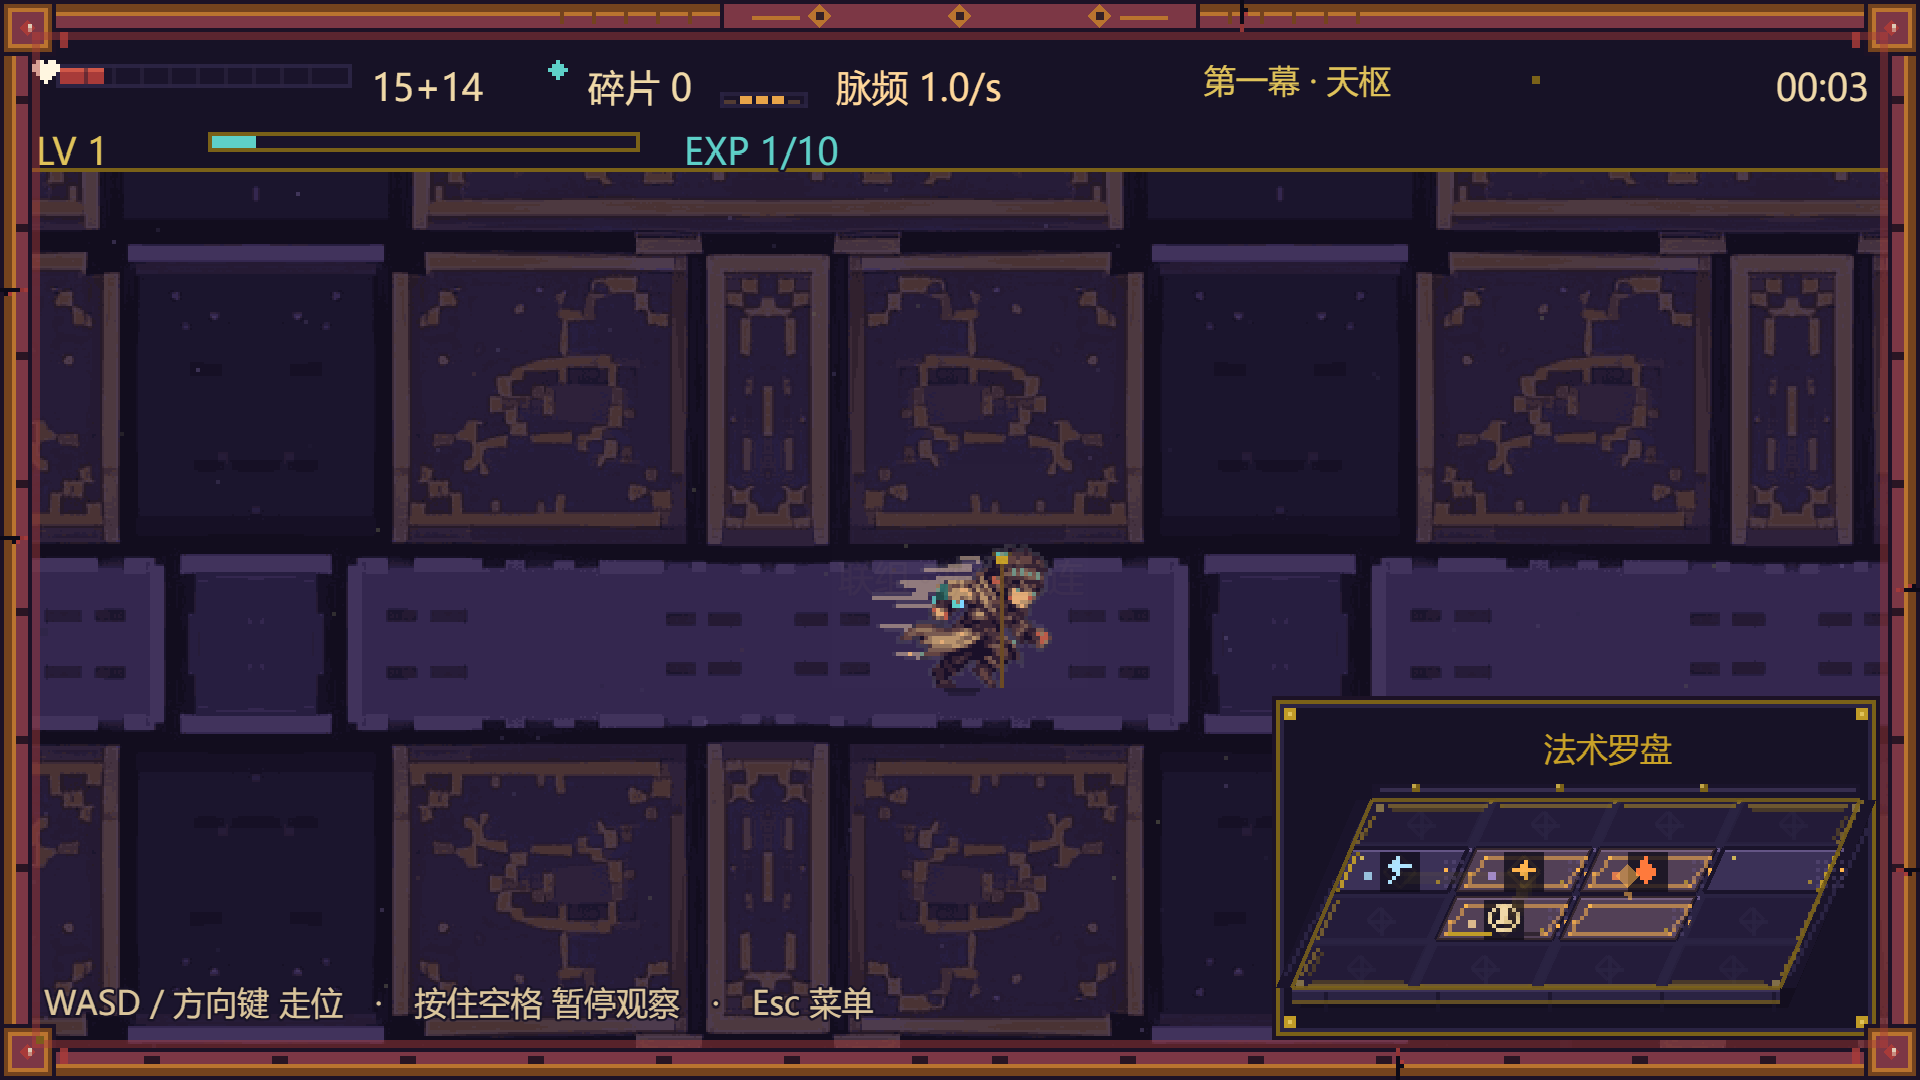 15+14 碎片 0 脉频 1.0/s 第一幕 · 天枢 00:03
LV 1 EXP 1/10
法术罗盘
WASD / 方向键 走位 · 按住空格 暂停观察 · Esc 菜单